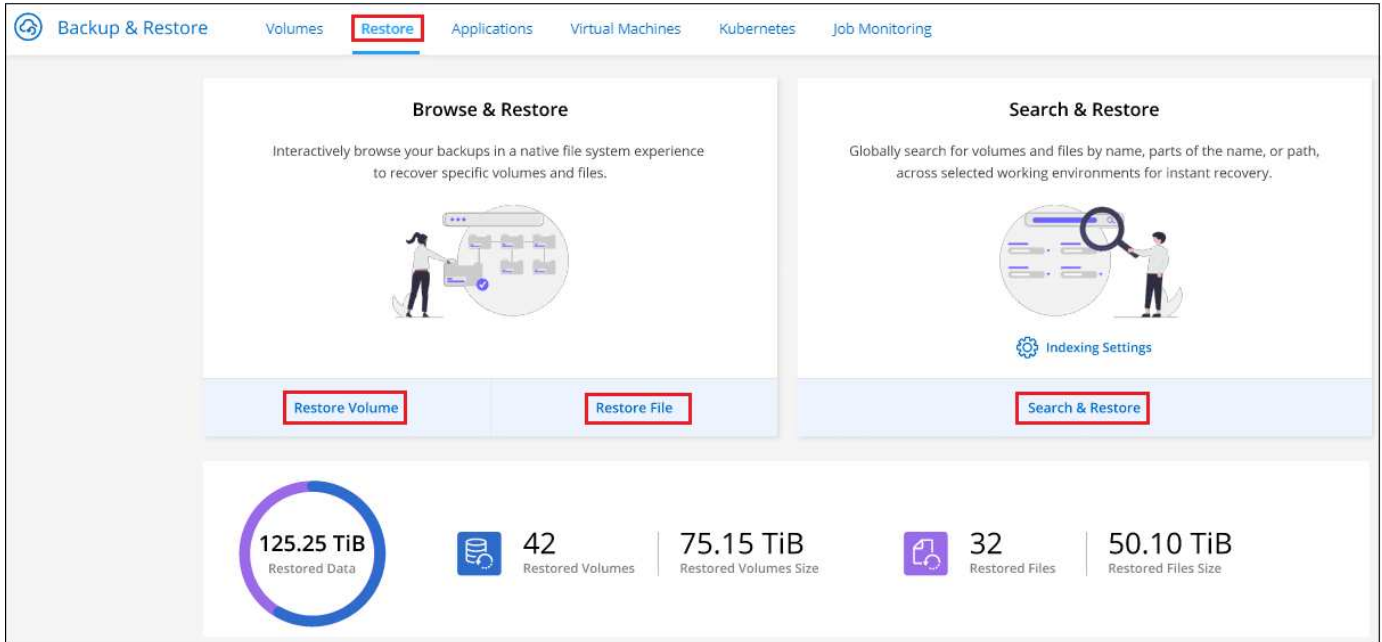 Backup & Restore
Volumes
Restore
Applications
Virtual Machines
Kubernetes
Job Monitoring
Browse & Restore
Interactively browse your backups in a native file system experience
to recover specific volumes and files.
Restore Volume
Restore File
Search & Restore
Globally search for volumes and files by name, parts of the name, or path,
across selected working environments for instant recovery.
Indexing Settings
Search & Restore
125.25 TiB
Restored Data
42
Restored Volumes
75.15 TiB
Restored Volumes Size
32
Restored Files
50.10 TiB
Restored Files Size